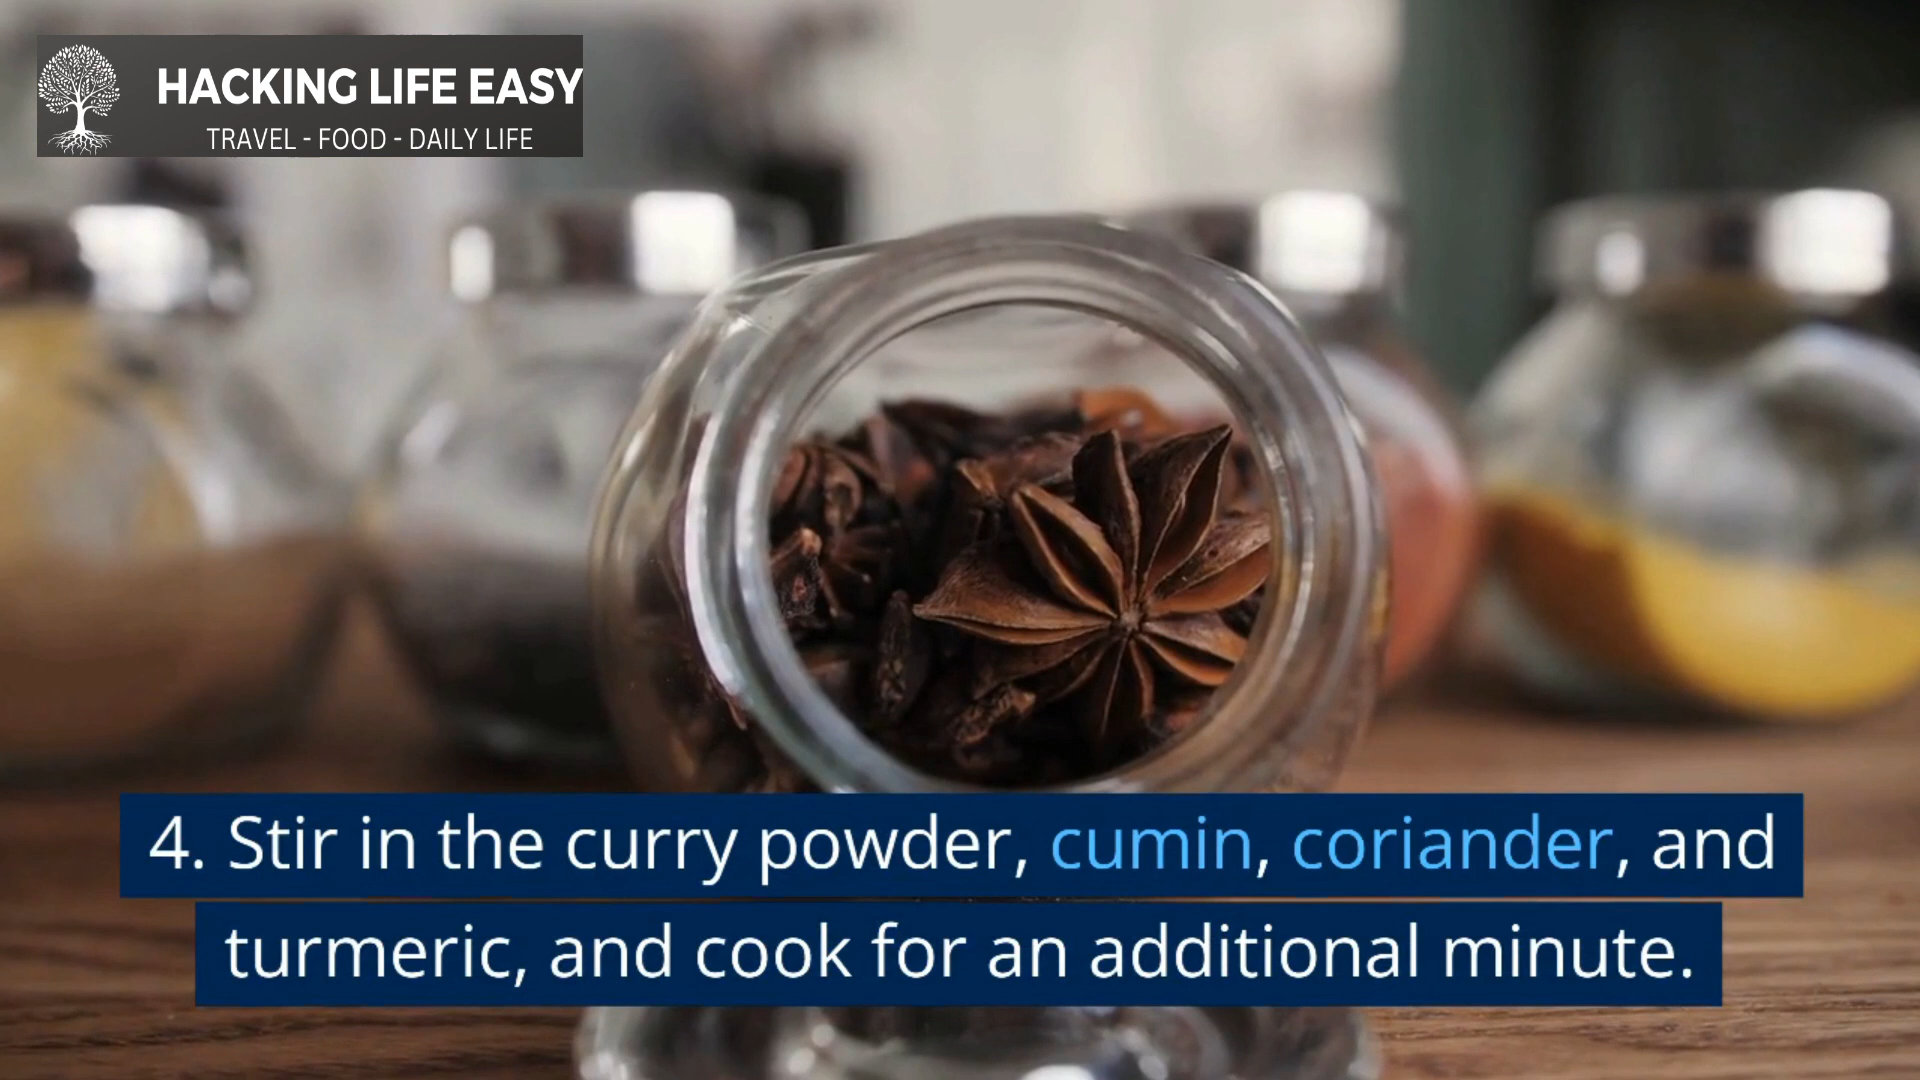 HACKING LIFE EASY
TRAVEL - FOOD - DAILY LIFE
4. Stir in the curry powder, cumin, coriander, and
turmeric, and cook for an additional minute.